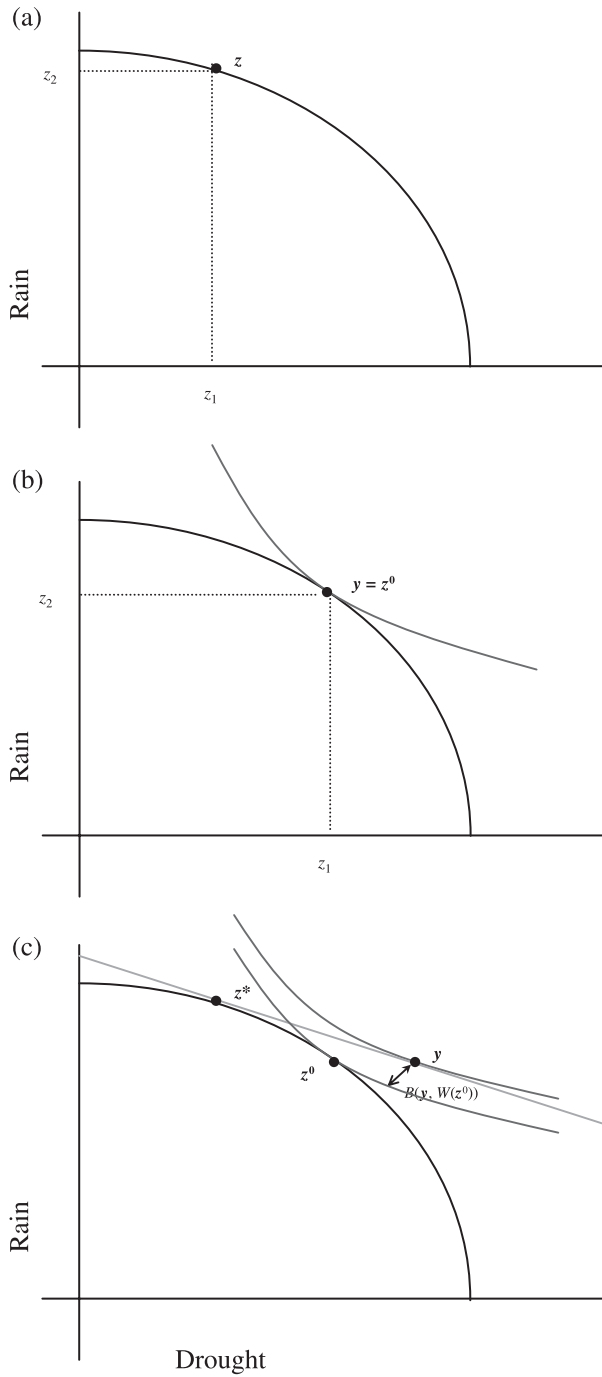 (a)
z
z₂
Rain
z₁
(b)
y = z⁰
z₂
Rain
z₁
(c)
z*
y
z⁰
B(y, W(z⁰))
Rain
Drought